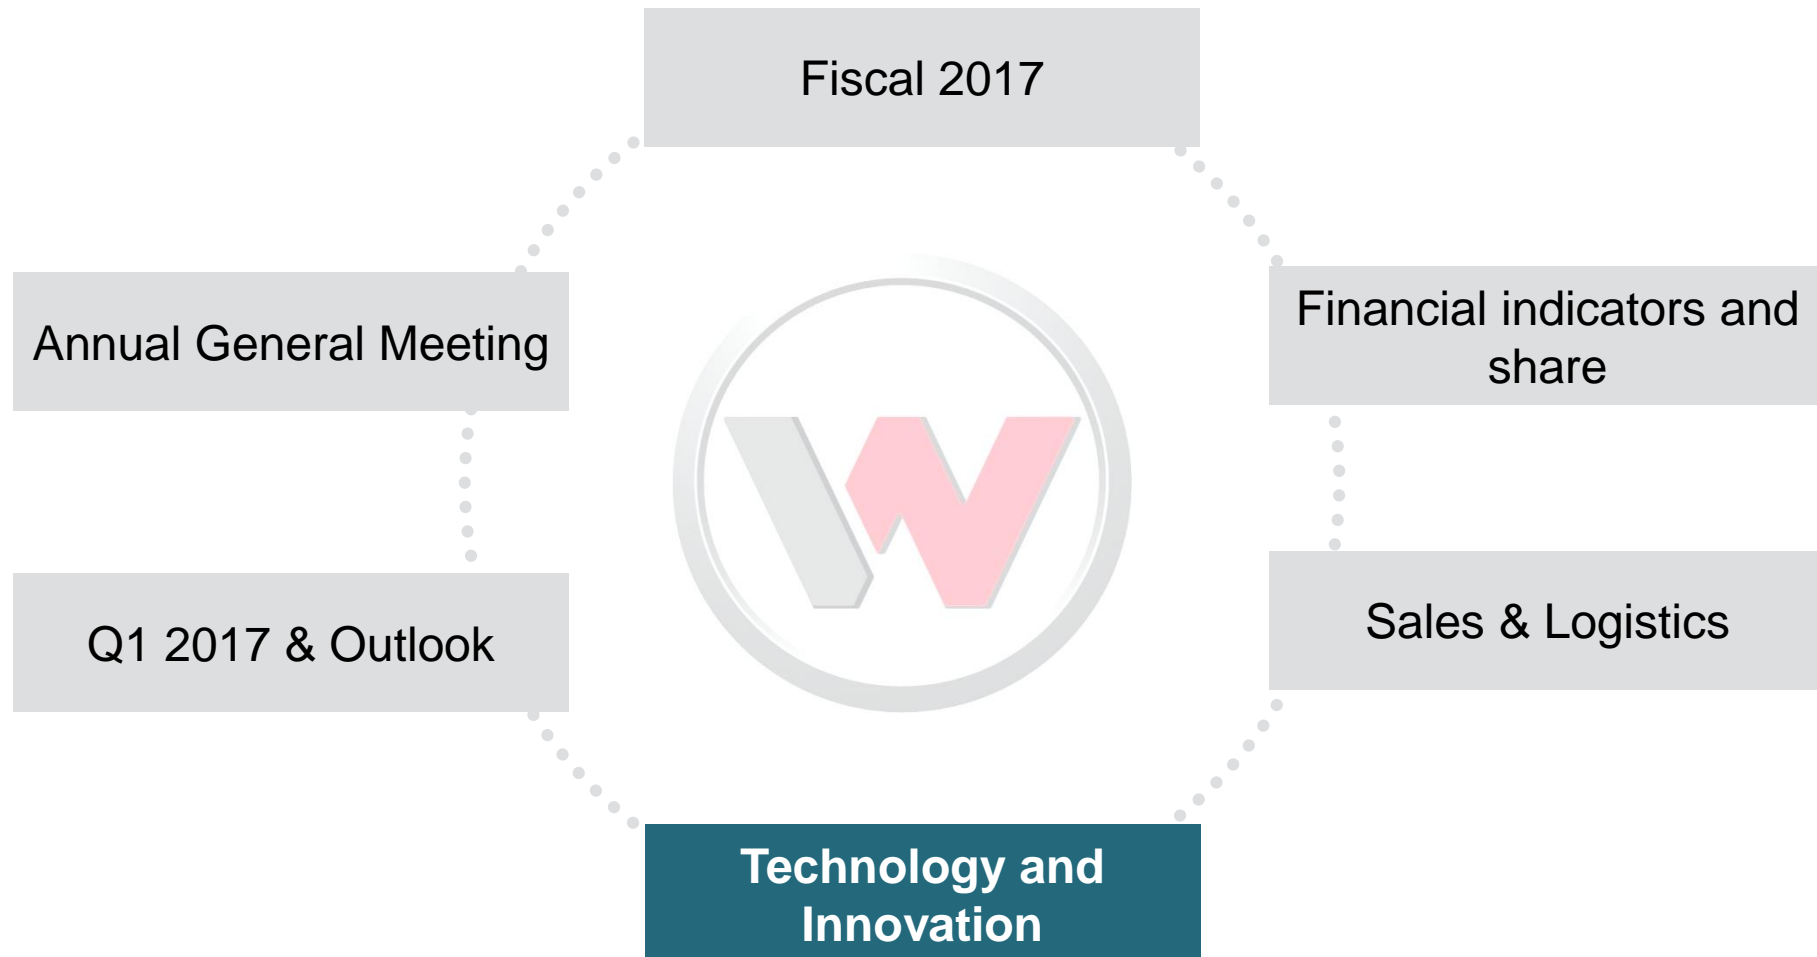 Fiscal 2017
Annual General Meeting
Financial indicators and
share
Q1 2017 & Outlook
Sales & Logistics
Technology and
Innovation